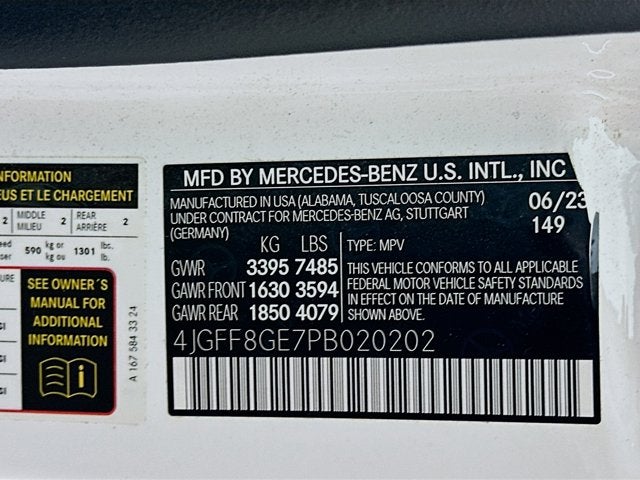 NFORMATION
EUS ET LE CHARGEMENT
2 MIDDLE MILIEU 2 REAR ARRIÈRE 2
590 kg or kg ou 1301 lbs. lb.
SEE OWNER´S
MANUAL FOR
ADDITIONAL
INFORMATION
i
A 167 584 33 24
MFD BY MERCEDES-BENZ U.S. INTL., INC
MANUFACTURED IN USA (ALABAMA, TUSCALOOSA COUNTY) 06/23
UNDER CONTRACT FOR MERCEDES-BENZ AG, STUTTGART 149
(GERMANY)
KG LBS TYPE: MPV
GWR 3395 7485
GAWR FRONT 1630 3594
GAWR REAR 1850 4079
THIS VEHICLE CONFORMS TO ALL APPLICABLE
FEDERAL MOTOR VEHICLE SAFETY STANDARDS
IN EFFECT ON THE DATE OF MANUFACTURE
SHOWN ABOVE.
4JGFF8GE7PB020202